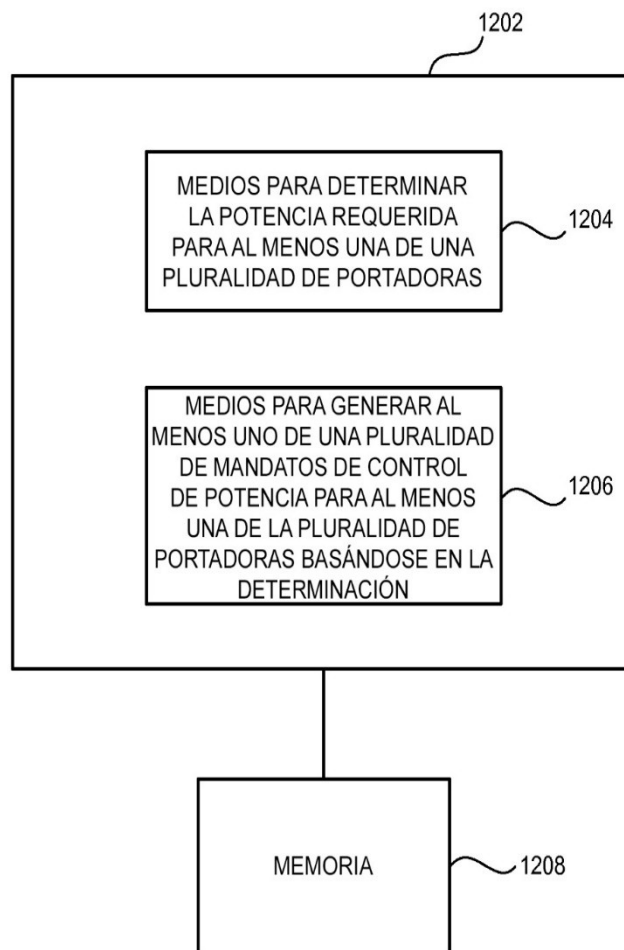 1202
MEDIOS PARA DETERMINAR
LA POTENCIA REQUERIDA
PARA AL MENOS UNA DE UNA
PLURALIDAD DE PORTADORAS
1204
MEDIOS PARA GENERAR AL
MENOS UNO DE UNA PLURALIDAD
DE MANDATOS DE CONTROL
DE POTENCIA PARA AL MENOS
UNA DE LA PLURALIDAD DE
PORTADORAS BASÁNDOSE EN LA
DETERMINACIÓN
1206
MEMORIA
1208